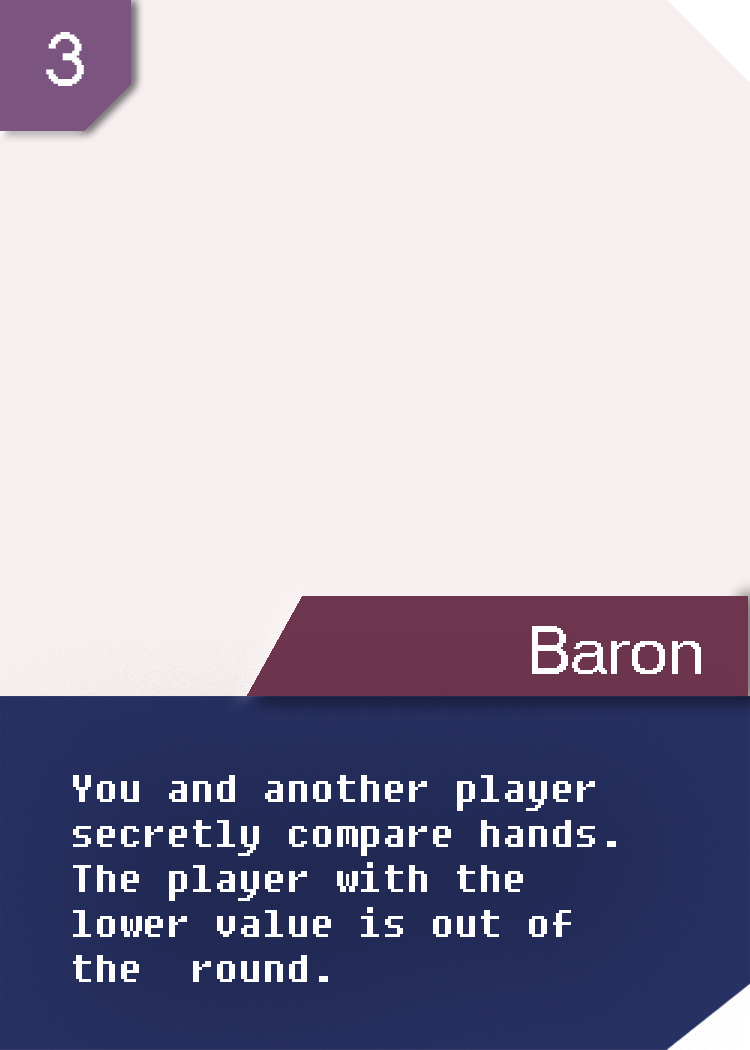 3
Baron
You and another player
secretly compare hands.
The player with the
lower value is out of
the  round.